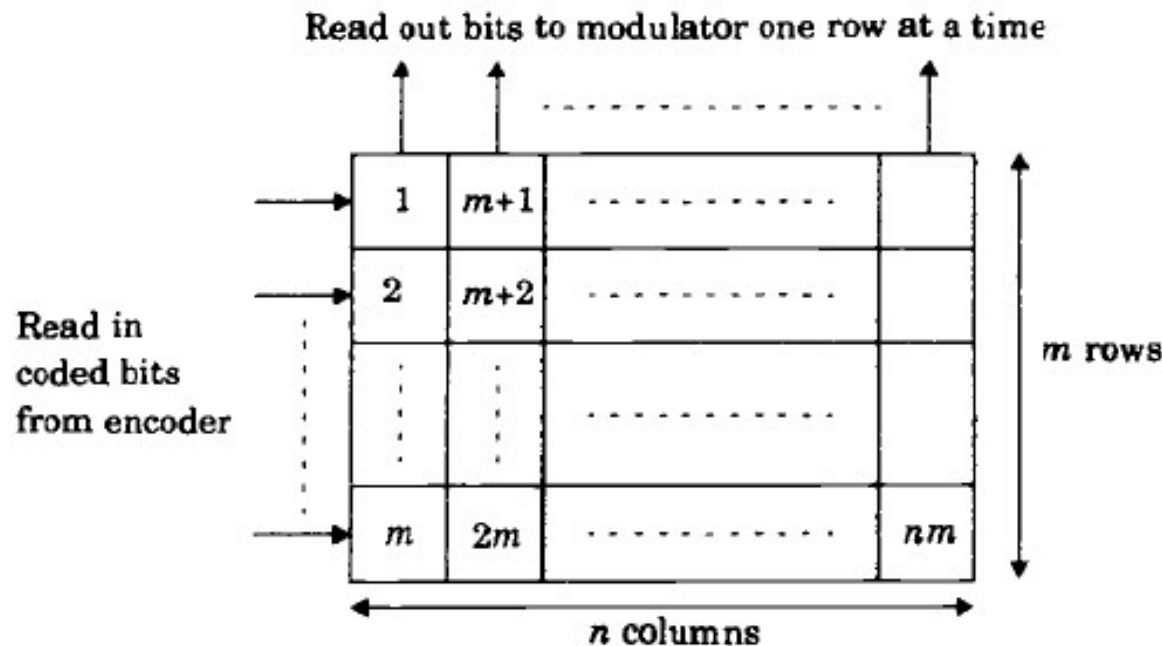 Read out bits to modulator one row at a time
1 m+1
2 m+2
Read in
coded bits
from encoder
m rows
m 2m nm
n columns